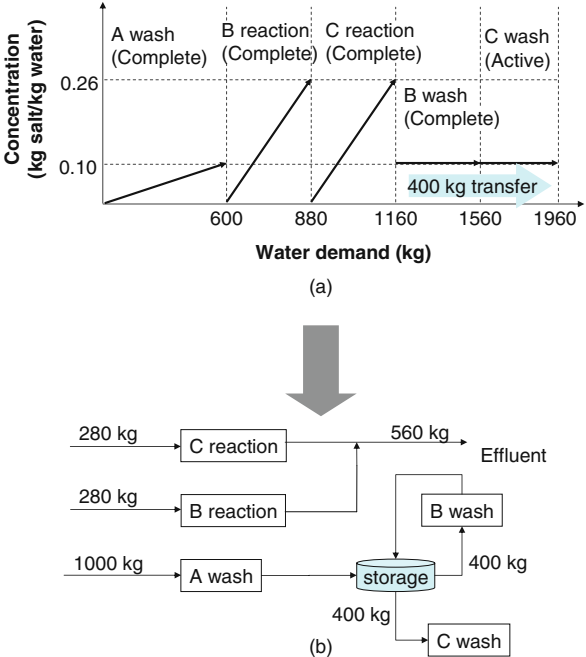 Concentration
(kg salt/kg water)
A wash
(Complete)
B reaction
(Complete)
C reaction
(Complete)
C wash
(Active)
B wash
(Complete)
0.26
0.10
400 kg transfer
0
600
880
1160
1560
1960
Water demand (kg)
(a)
280 kg
C reaction
560 kg
Effluent
280 kg
B reaction
B wash
1000 kg
A wash
storage
400 kg
400 kg
C wash
(b)